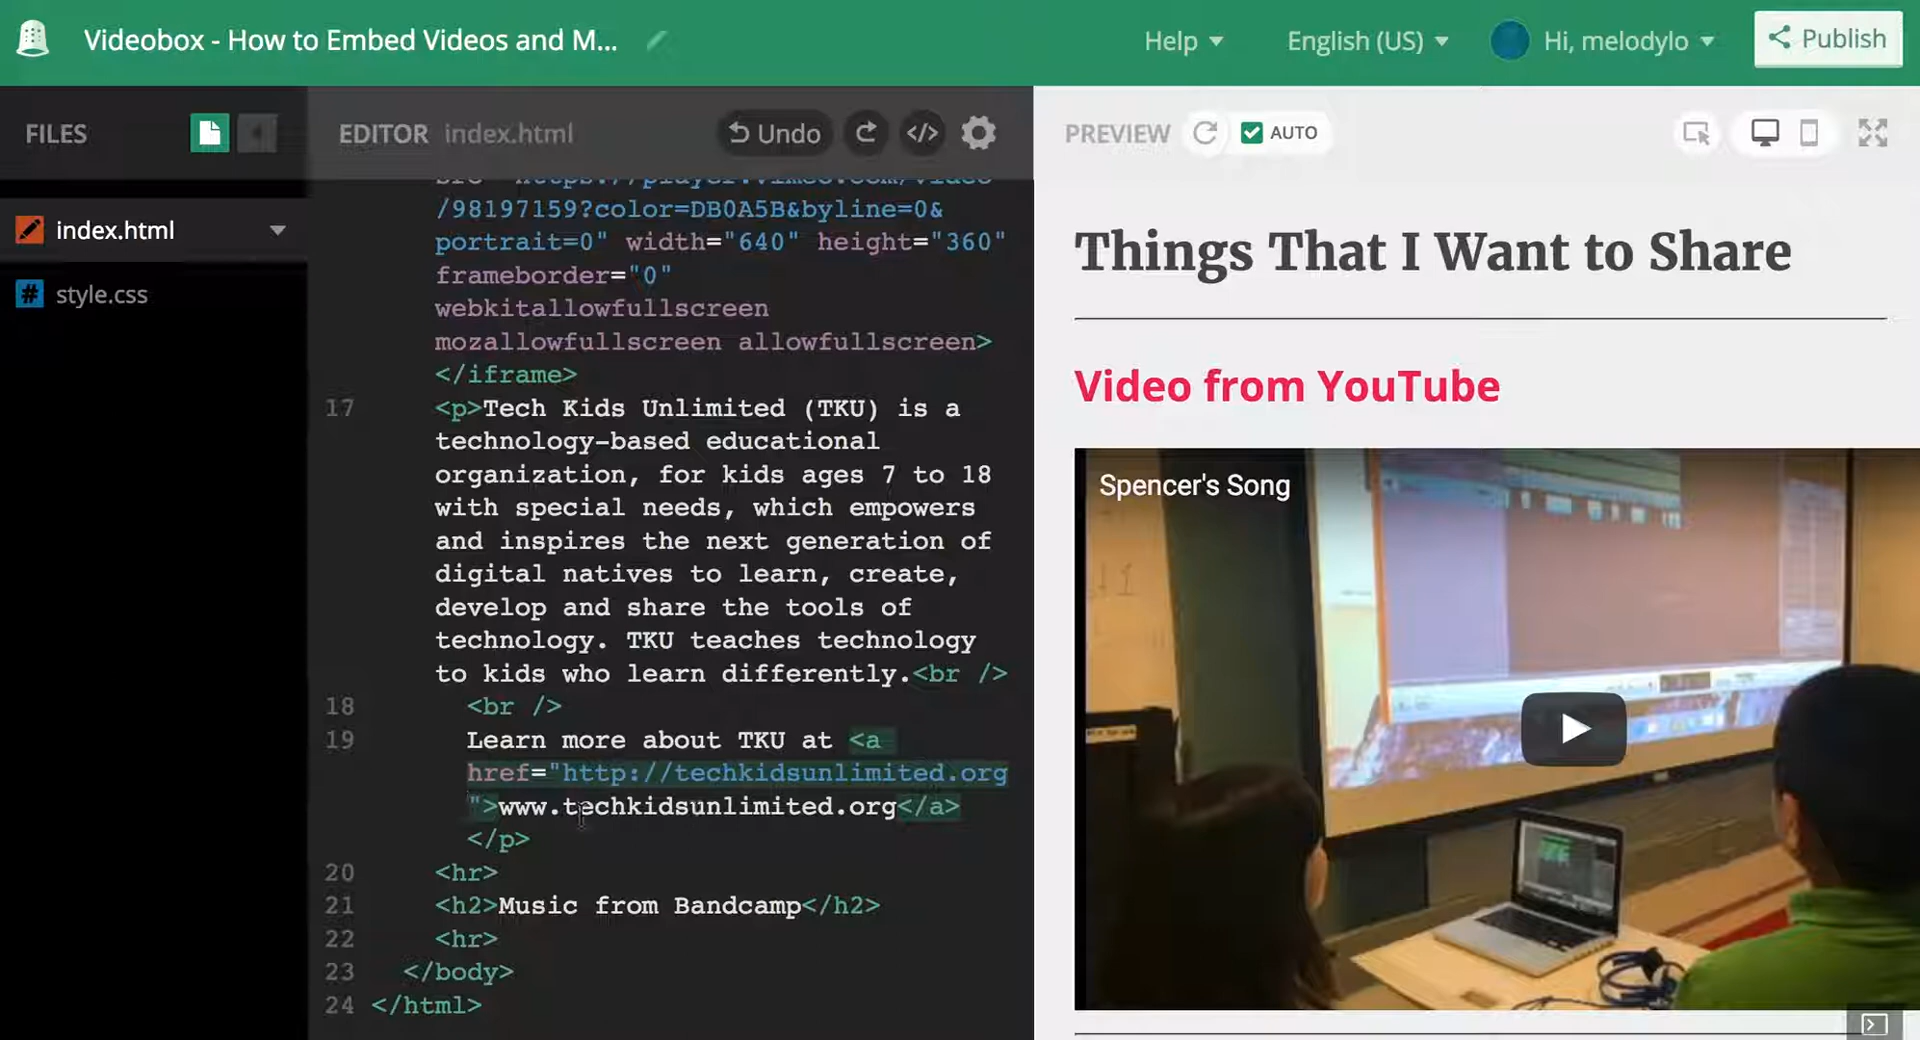 Videobox - How to Embed Videos and M...
Help
English (US)
Hi, melodylo
Publish
FILES
EDITOR index.html
Undo
</>
PREVIEW
AUTO
index.html
# style.css
src="https://player.vimeo.com/video
/98197159?color=DB0A5B&byline=0&
portrait=0" width="640" height="360"
frameborder="0"
webkitallowfullscreen
mozallowfullscreen allowfullscreen>
</iframe>
17 <p>Tech Kids Unlimited (TKU) is a
technology-based educational
organization, for kids ages 7 to 18
with special needs, which empowers
and inspires the next generation of
digital natives to learn, create,
develop and share the tools of
technology. TKU teaches technology
to kids who learn differently.<br />
18 <br />
19 Learn more about TKU at <a
href="http://techkidsunlimited.org
">www.techkidsunlimited.org</a>
</p>
20 <hr>
21 <h2>Music from Bandcamp</h2>
22 <hr>
23 </body>
24 </html>
Things That I Want to Share
Video from YouTube
Spencer's Song